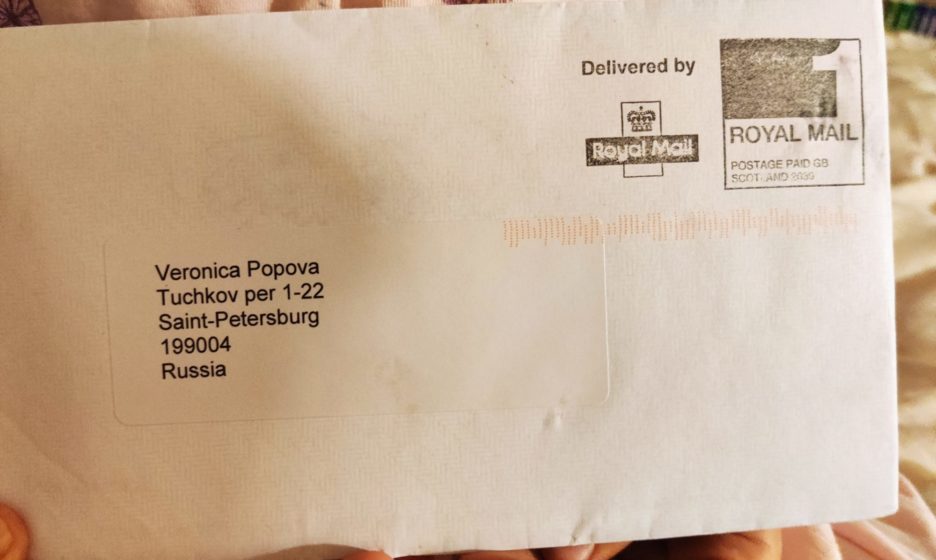 Delivered by
Royal Mail
1
ROYAL MAIL
POSTAGE PAID GB
SCOTLAND
Veronica Popova
Tuchkov per 1-22
Saint-Petersburg
199004
Russia